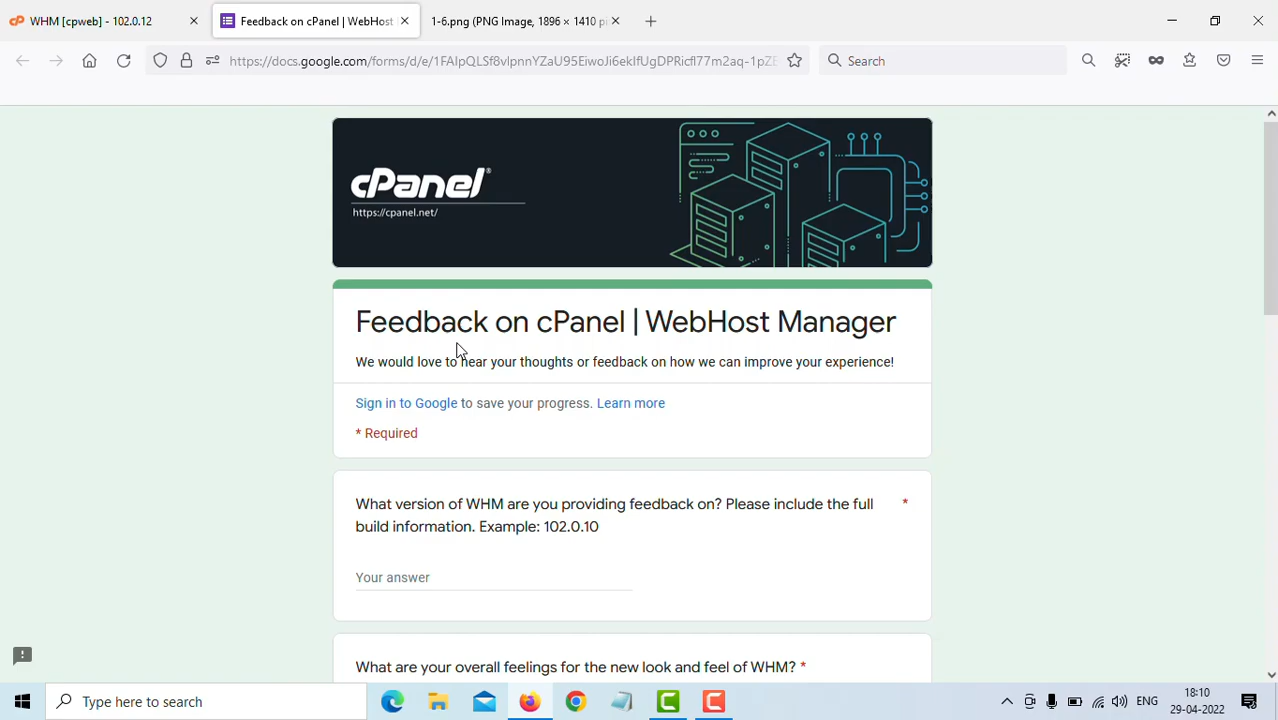 WHM [cpweb] - 102.0.12
Feedback on cPanel | WebHost
1-6.png (PNG Image, 1896 × 1410 p
https://docs.google.com/forms/d/e/
Search
cPanel®
https://cpanel.net/
Feedback on cPanel | WebHost Manager
We would love to hear your thoughts or feedback on how we can improve your experience!
Sign in to Google to save your progress. Learn more
* Required
What version of WHM are you providing feedback on? Please include the full *
build information. Example: 102.0.10
Your answer
What are your overall feelings for the new look and feel of WHM? *
Type here to search
ENG
18:10
29-04-2022